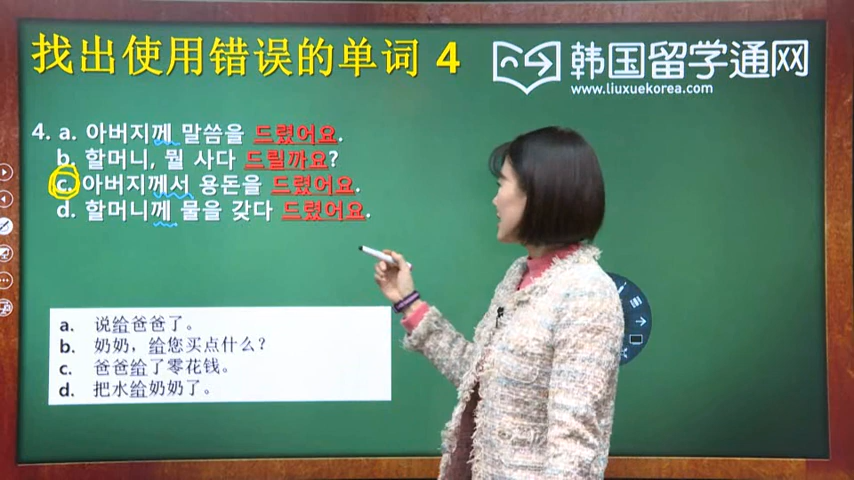 找出使用错误的单词 4
韩国留学通网
www.liuxuekorea.com
4. a. 아버지께 말씀을 드렸어요.
b. 할머니, 뭘 사다 드릴까요?
c. 아버지께서 용돈을 드렸어요.
d. 할머니께 물을 갖다 드렸어요.
a. 说给爸爸了。
b. 奶奶，给您买点什么？
c. 爸爸给了零花钱。
d. 把水给奶奶了。